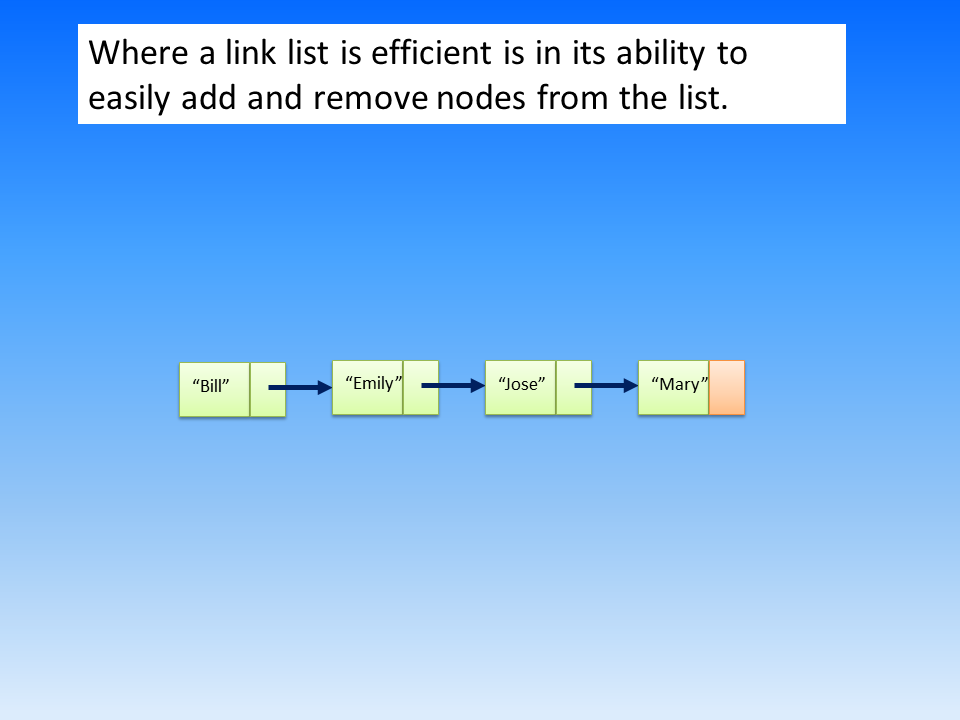 Where a link list is efficient is in its ability to
easily add and remove nodes from the list.
“Bill”
“Emily”
“Jose”
“Mary”